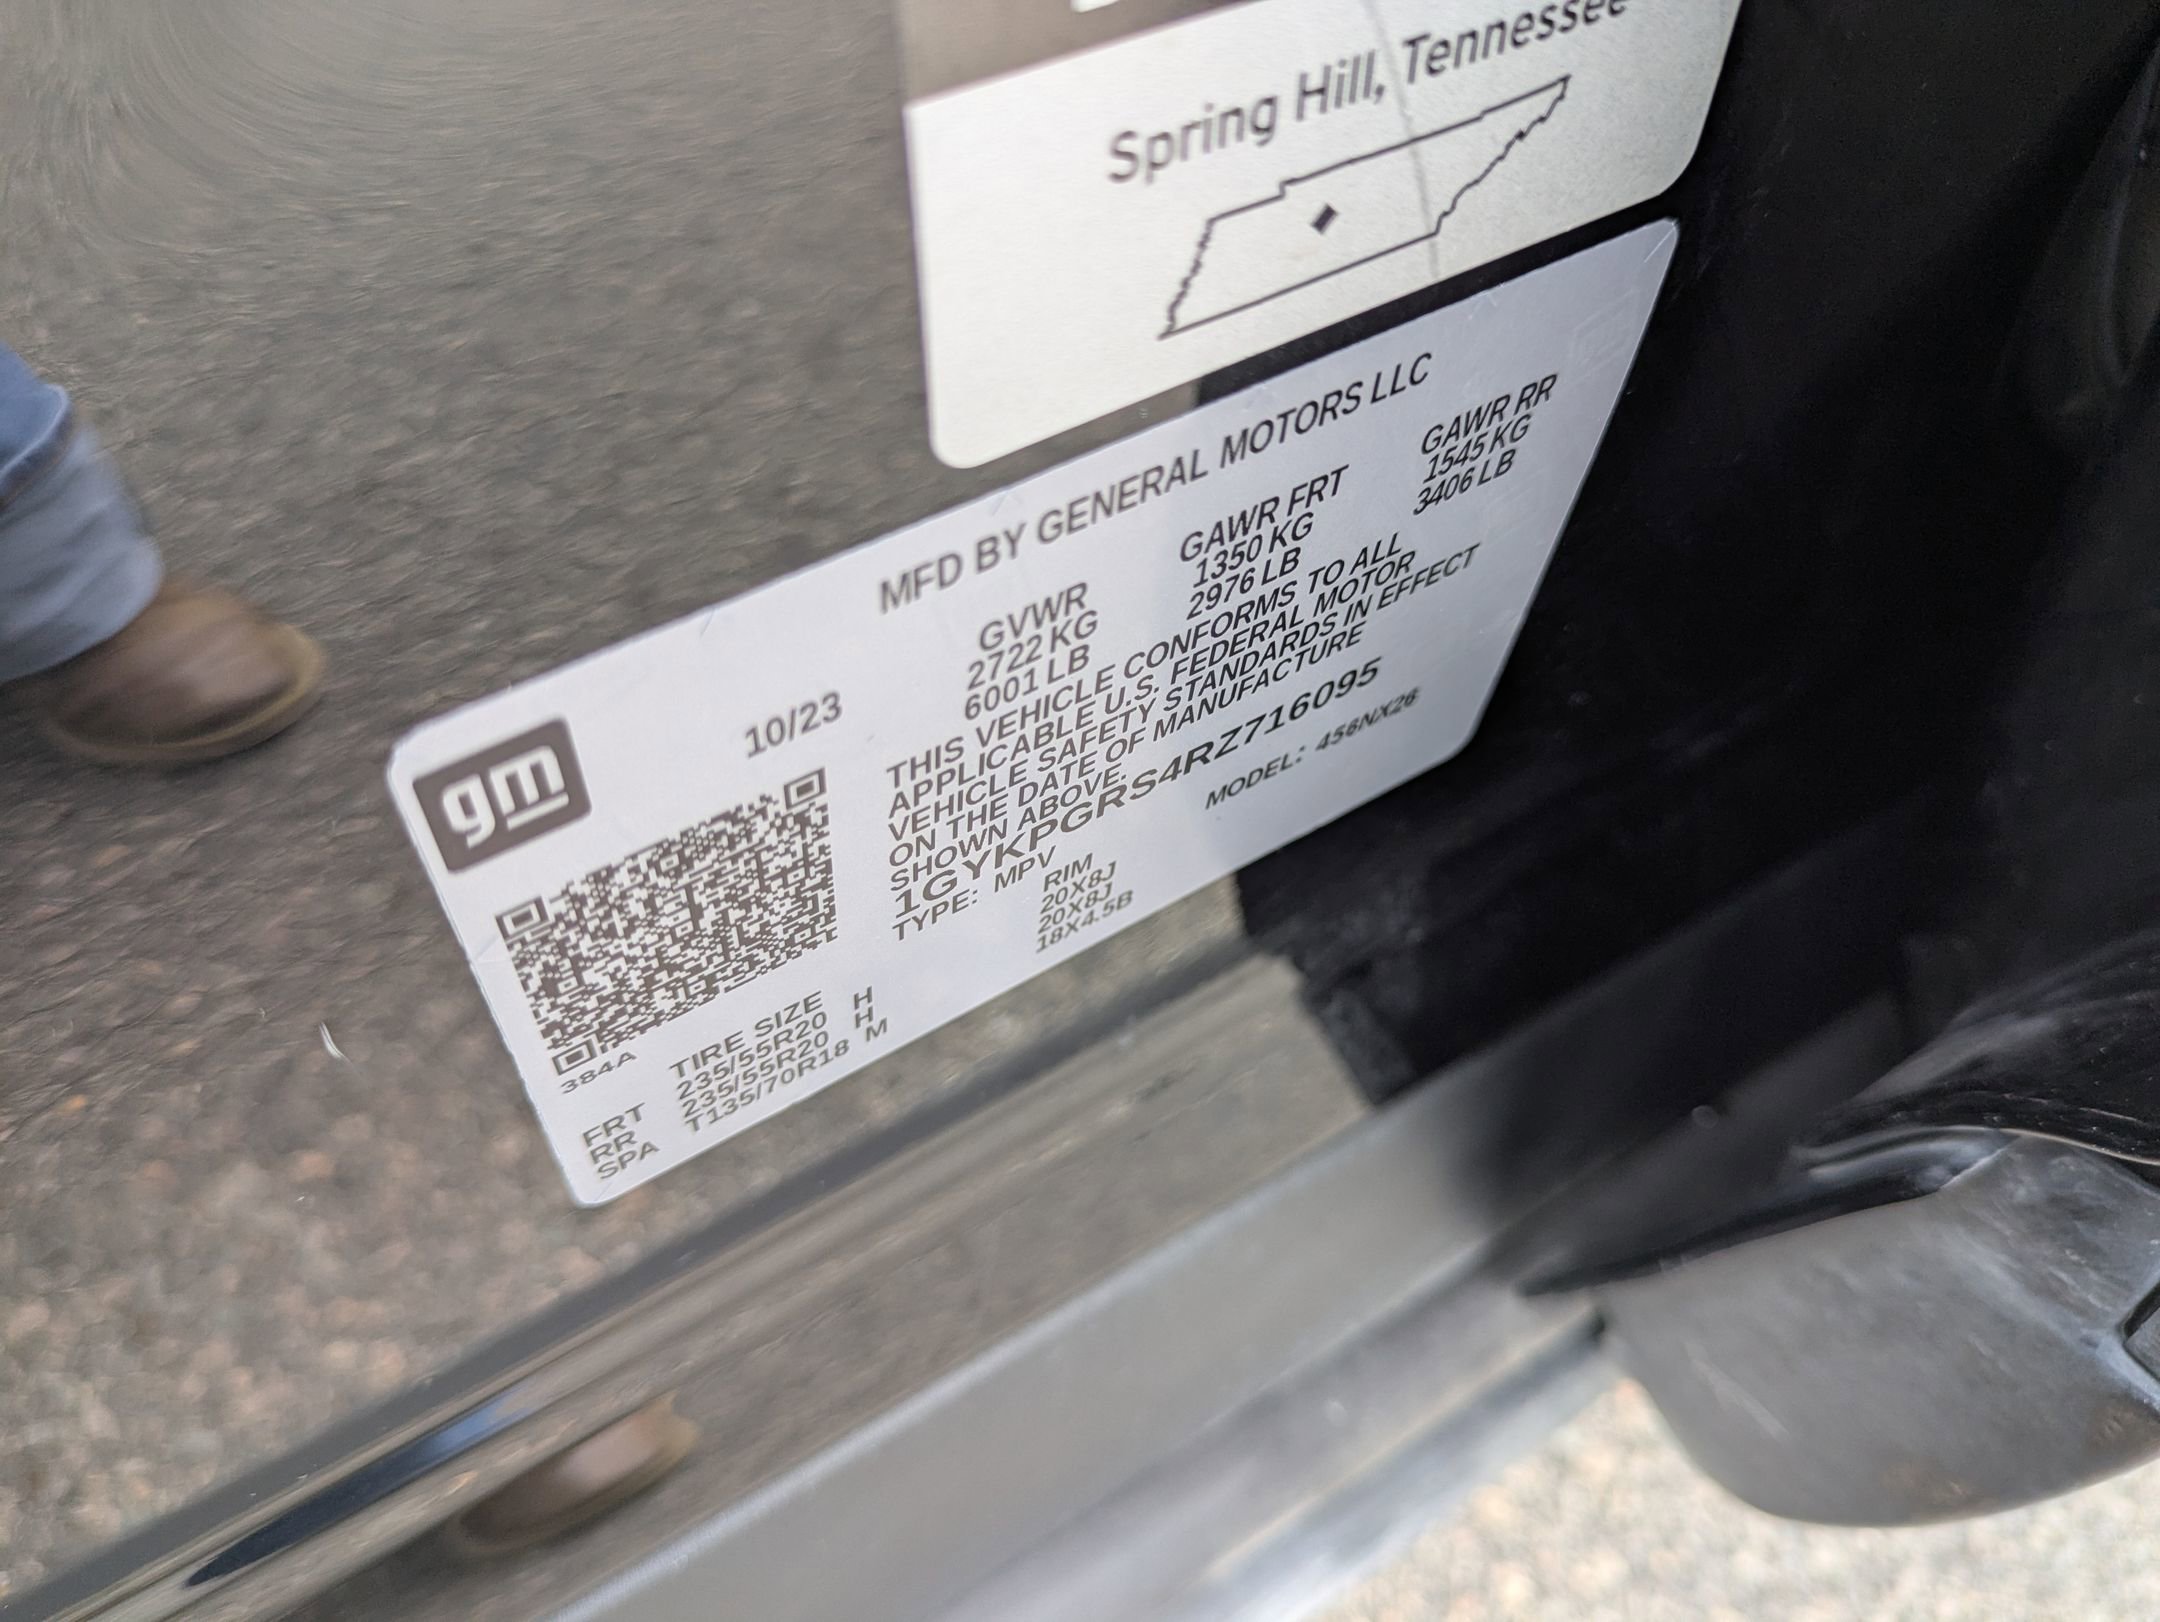 Spring Hill, Tennessee
MFD BY GENERAL MOTORS LLC
gm
10/23
GVWR
2722 KG
6001 LB
GAWR FRT
1350 KG
2976 LB
GAWR RR
1545 KG
3406 LB
THIS VEHICLE CONFORMS TO ALL
APPLICABLE U.S. FEDERAL MOTOR
VEHICLE SAFETY STANDARDS IN EFFECT
ON THE DATE OF MANUFACTURE
SHOWN ABOVE.
1GYKPGRS4RZ716095
TYPE: MPV MODEL: 456NX26
384A
TIRE SIZE RIM
FRT 235/55R20 H 20X8J
RR 235/55R20 H 20X8J
SPA T135/70R18 M 18X4.5B